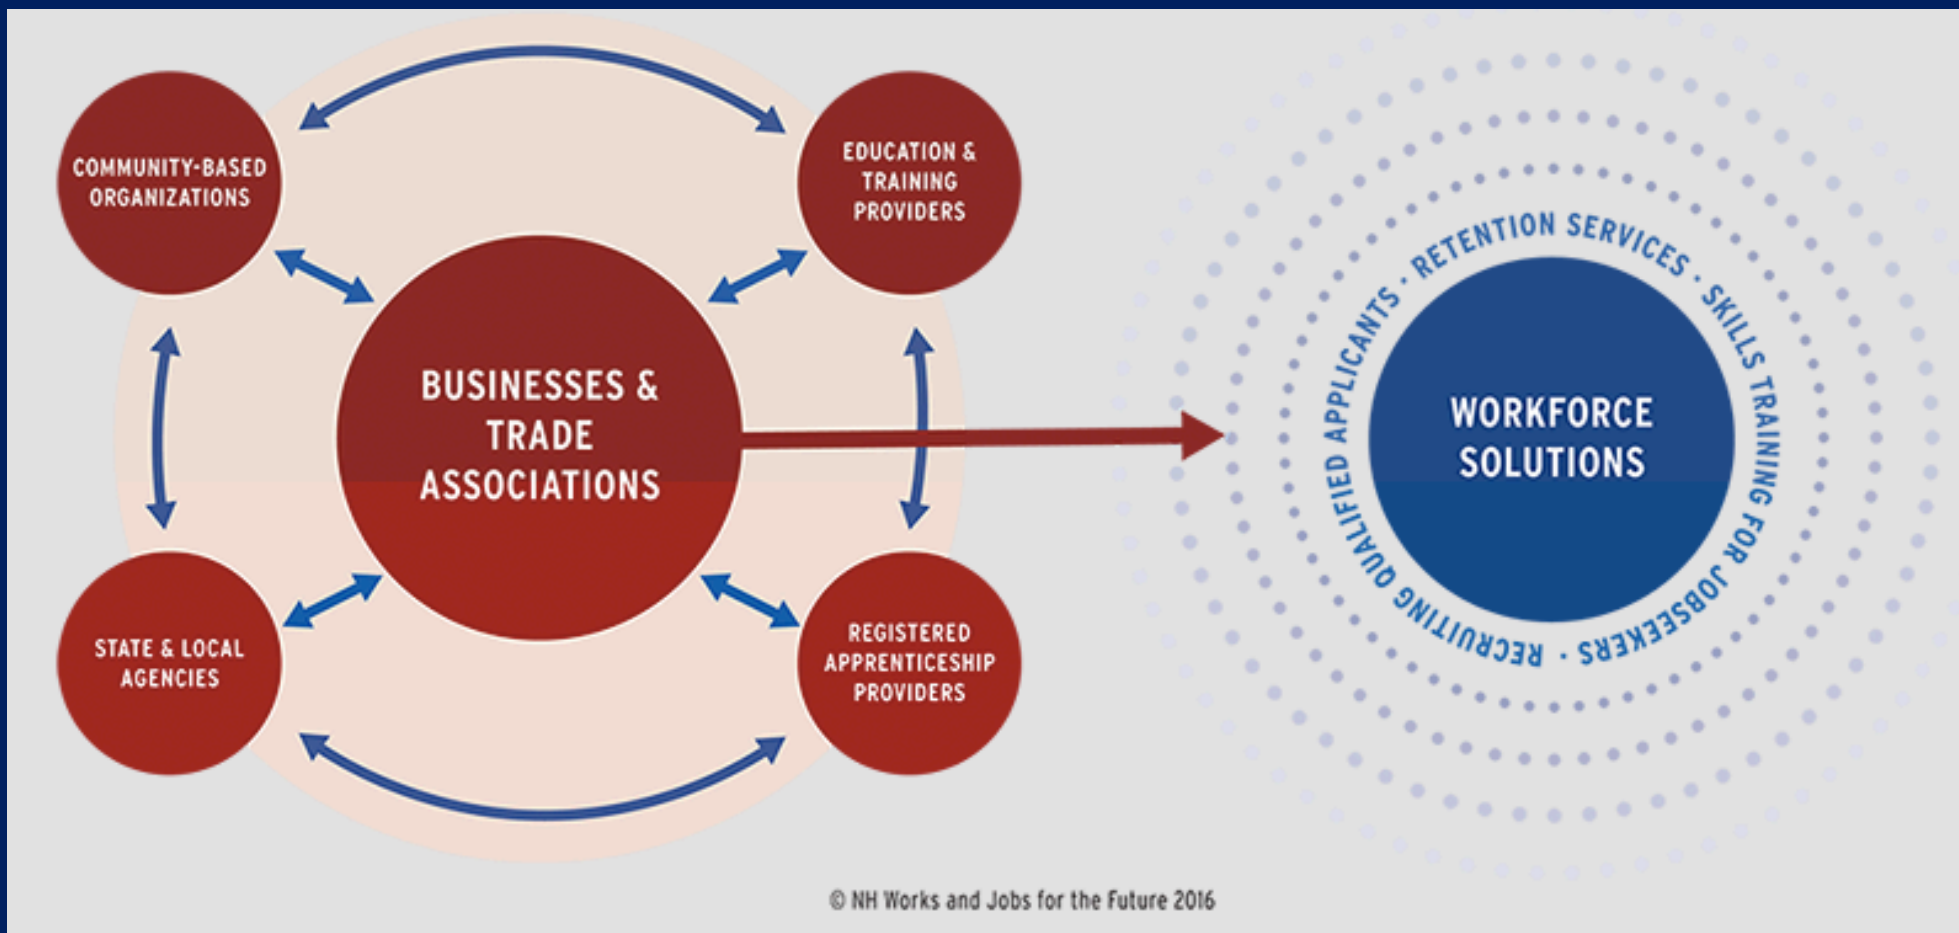 COMMUNITY-BASED
ORGANIZATIONS
EDUCATION &
TRAINING
PROVIDERS
BUSINESSES &
TRADE
ASSOCIATIONS
STATE & LOCAL
AGENCIES
REGISTERED
APPRENTICESHIP
PROVIDERS
RECRUITING QUALIFIED APPLICANTS · RETENTION SERVICES · SKILLS TRAINING FOR JOBSEEKERS ·
WORKFORCE
SOLUTIONS
© NH Works and Jobs for the Future 2016